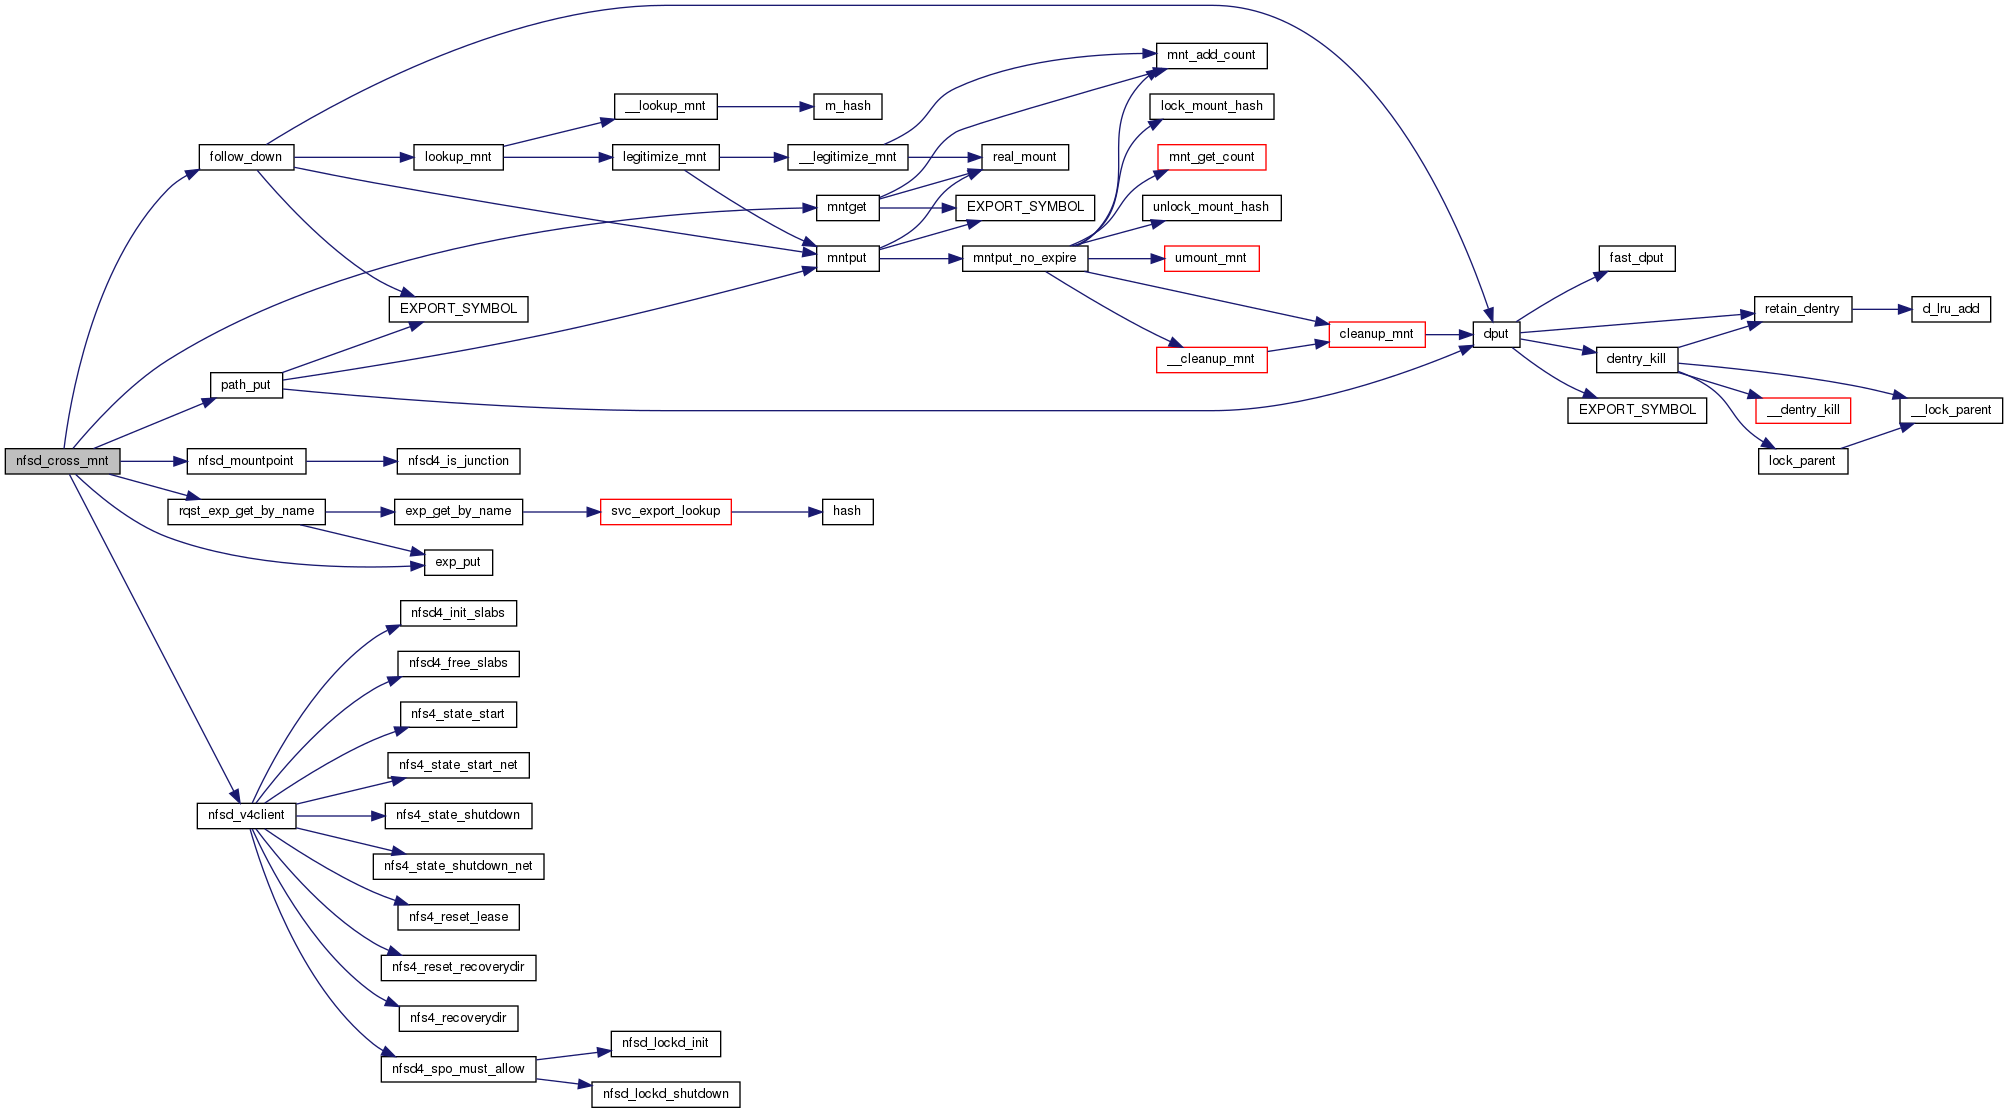 mnt_add_count
__lookup_mnt
m_hash
lock_mount_hash
follow_down
lookup_mnt
legitimize_mnt
__legitimize_mnt
real_mount
mnt_get_count
mntget
EXPORT_SYMBOL
unlock_mount_hash
mntput
mntput_no_expire
umount_mnt
fast_dput
EXPORT_SYMBOL
retain_dentry
d_lru_add
cleanup_mnt
dput
__cleanup_mnt
dentry_kill
path_put
EXPORT_SYMBOL
__dentry_kill
__lock_parent
nfsd_cross_mnt
nfsd_mountpoint
nfsd4_is_junction
lock_parent
rqst_exp_get_by_name
exp_get_by_name
svc_export_lookup
hash
exp_put
nfsd4_init_slabs
nfsd4_free_slabs
nfs4_state_start
nfs4_state_start_net
nfsd_v4client
nfs4_state_shutdown
nfs4_state_shutdown_net
nfs4_reset_lease
nfs4_reset_recoverydir
nfs4_recoverydir
nfsd_lockd_init
nfsd4_spo_must_allow
nfsd_lockd_shutdown